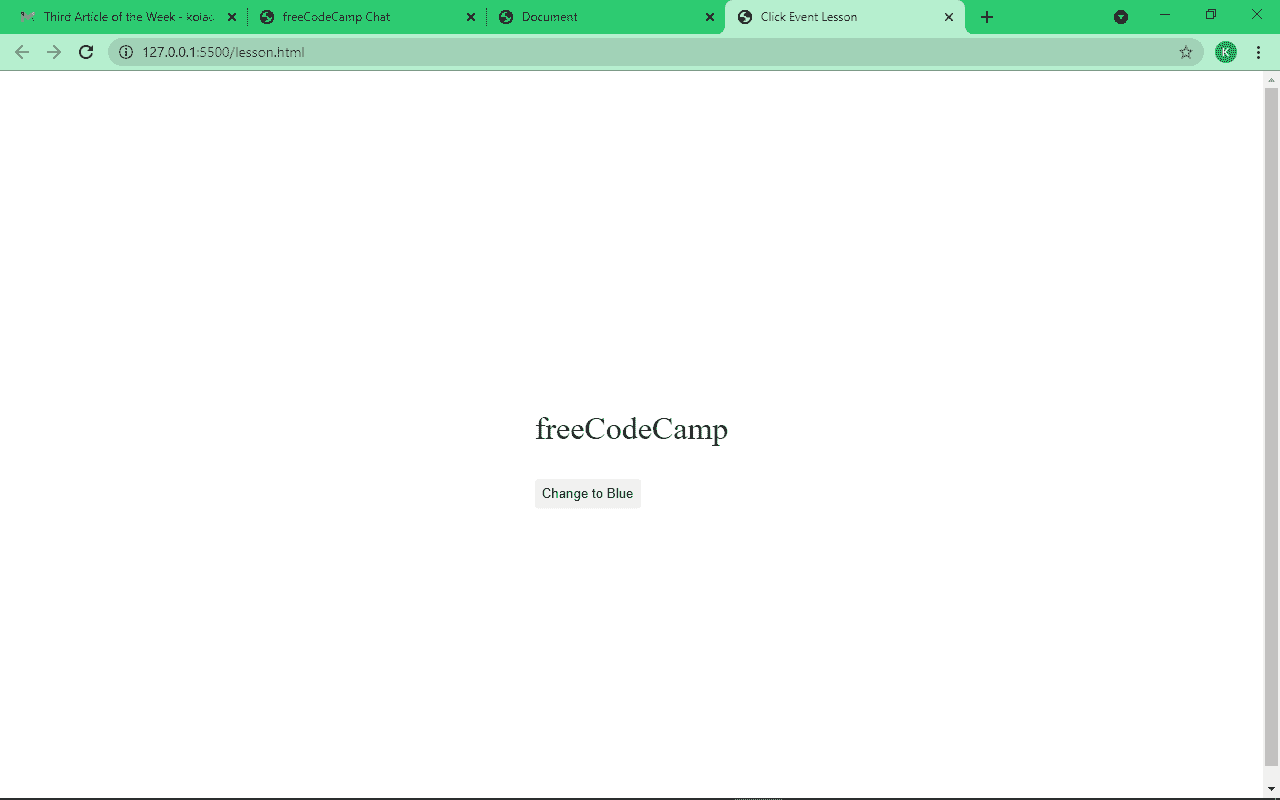 Third Article of the Week - kolac
freeCodeCamp Chat
Document
Click Event Lesson
127.0.0.1:5500/lesson.html
K
freeCodeCamp
Change to Blue